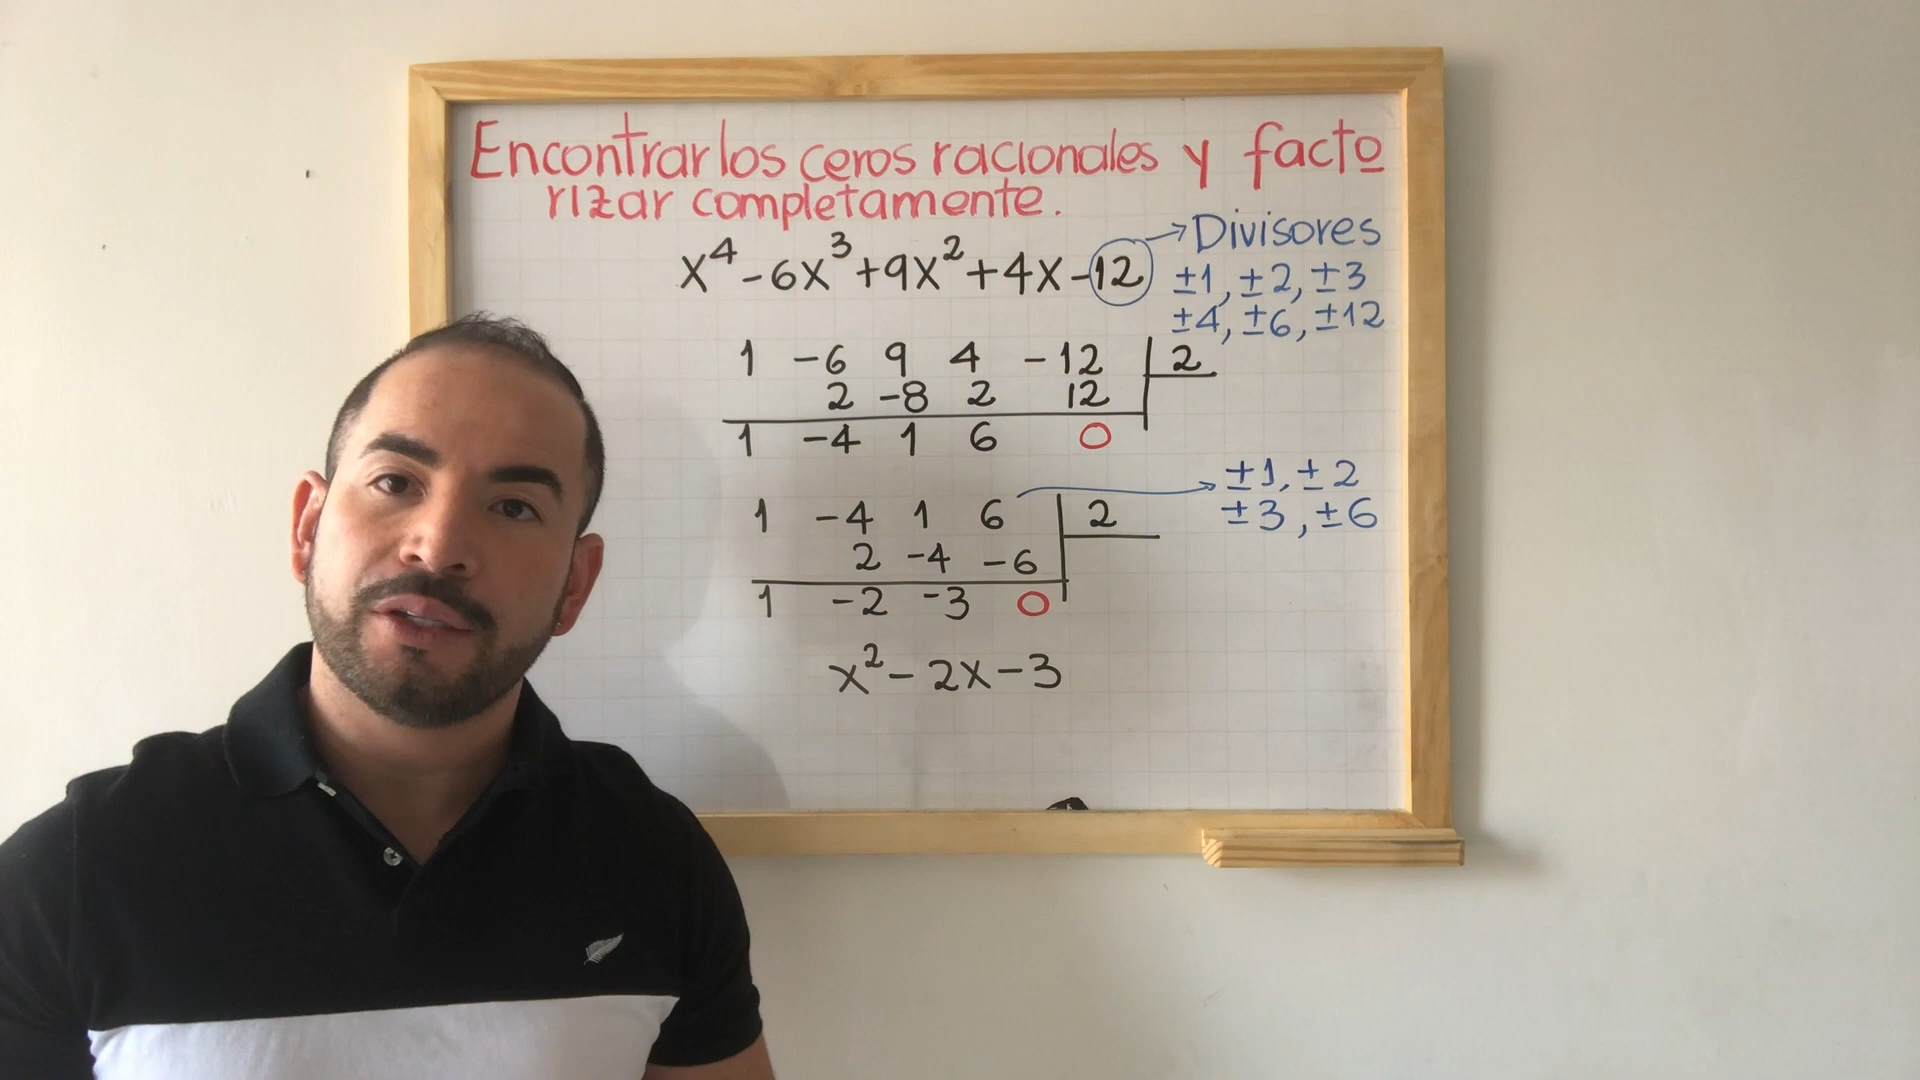 Encontrar los ceros racionales y facto
rizar completamente.
x⁴-6x³+9x²+4x-12 → Divisores
±1, ±2, ±3
±4, ±6, ±12
1 -6 9 4 -12 | 2
2 -8 2 12
1 -4 1 6 0
±1, ±2
±3, ±6
1 -4 1 6 | 2
2 -4 -6
1 -2 -3 0
x²-2x-3